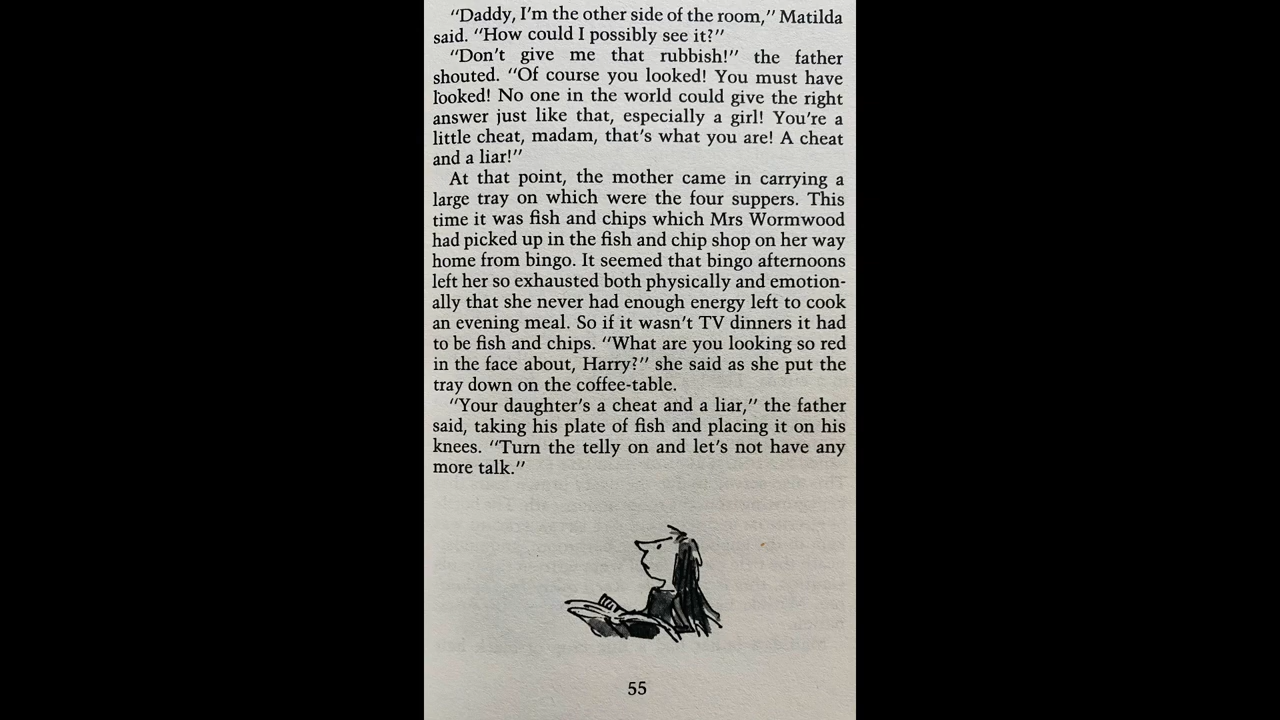 “Daddy, I’m the other side of the room,” Matilda
said. “How could I possibly see it?”
“Don’t give me that rubbish!” the father
shouted. “Of course you looked! You must have
looked! No one in the world could give the right
answer just like that, especially a girl! You’re a
little cheat, madam, that’s what you are! A cheat
and a liar!”
At that point, the mother came in carrying a
large tray on which were the four suppers. This
time it was fish and chips which Mrs Wormwood
had picked up in the fish and chip shop on her way
home from bingo. It seemed that bingo afternoons
left her so exhausted both physically and emotion-
ally that she never had enough energy left to cook
an evening meal. So if it wasn’t TV dinners it had
to be fish and chips. “What are you looking so red
in the face about, Harry?” she said as she put the
tray down on the coffee-table.
“Your daughter’s a cheat and a liar,” the father
said, taking his plate of fish and placing it on his
knees. “Turn the telly on and let’s not have any
more talk.”
55